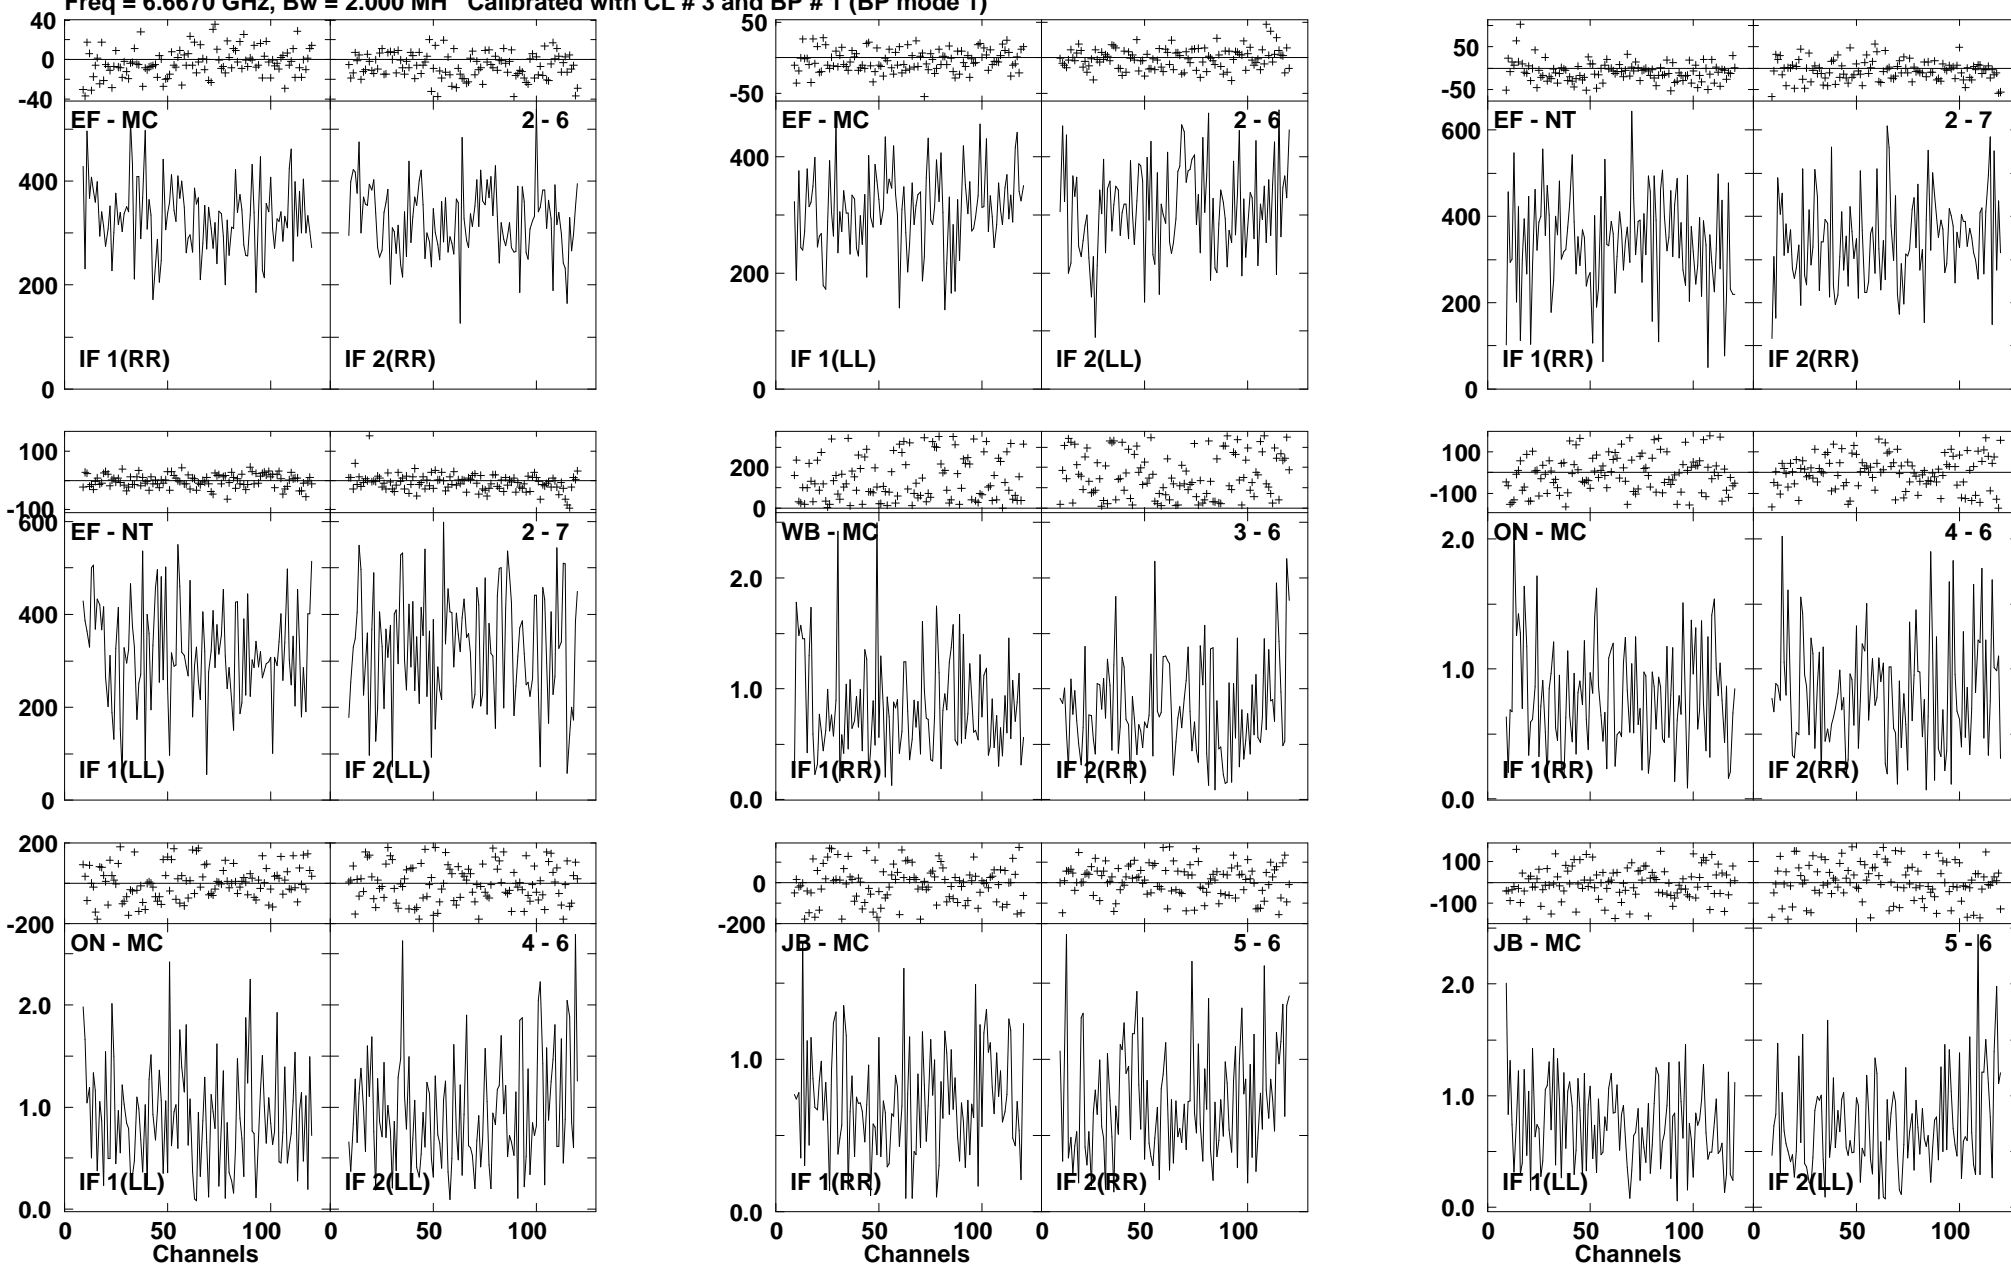 Freq = 6.6670 GHz, Bw = 2.000 MH Calibrated with CL # 3 and BP # 1 (BP mode 1)
40 50
0 0 50
-50
-40 -50
EF - MC 2 - 6 EF - MC 2 - 6 EF - NT 2 - 7
600
400 400 400
200 200 200
IF 1(RR) IF 2(RR) IF 1(LL) IF 2(LL) IF 1(RR) IF 2(RR)
0 0 0
100 200 100
-100 0 -100
600
EF - NT 2 - 7 WB - MC 3 - 6 ON - MC 4 - 6
2.0 2.0
400
1.0 1.0
200
IF 1(LL) IF 2(LL) IF 1(RR) IF 2(RR) IF 1(RR) IF 2(RR)
0 0.0 0.0
200 100
0
-200 -200 -100
ON - MC 4 - 6 JB - MC 5 - 6 JB - MC 5 - 6
2.0 2.0
1.0 1.0 1.0
IF 1(LL) IF 2(LL) IF 1(RR) IF 2(RR) IF 1(LL) IF 2(LL)
0.0 0.0 0.0
0 50 100 0 50 100 0 50 100 0 50 100 0 50 100 0 50 100
Channels Channels Channels